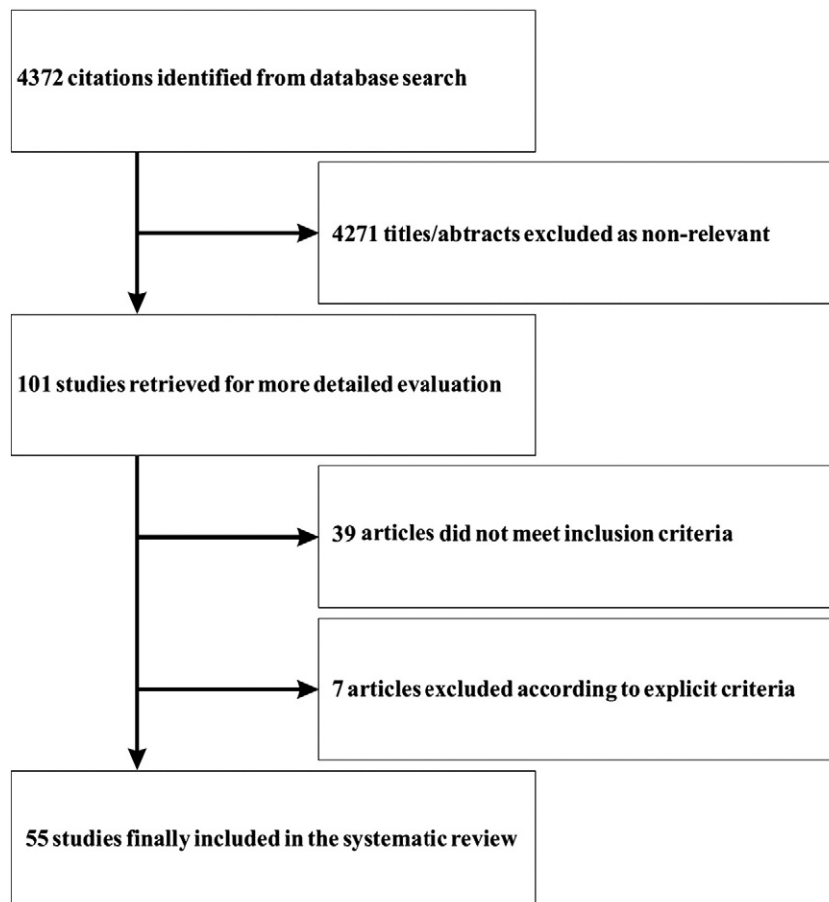 4372 citations identified from database search
4271 titles/abtracts excluded as non-relevant
101 studies retrieved for more detailed evaluation
39 articles did not meet inclusion criteria
7 articles excluded according to explicit criteria
55 studies finally included in the systematic review